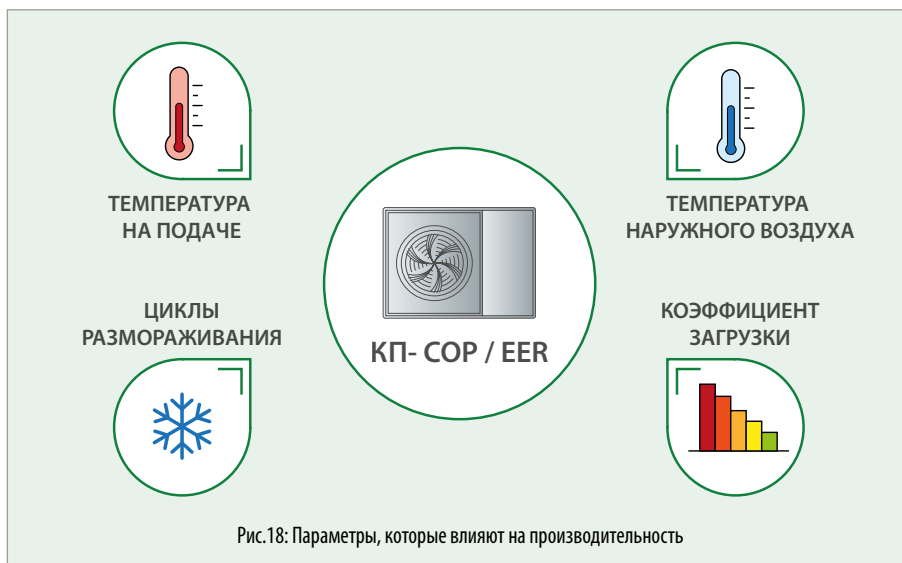 ТЕМПЕРАТУРА
НА ПОДАЧЕ
ТЕМПЕРАТУРА
НАРУЖНОГО ВОЗДУХА
ЦИКЛЫ
РАЗМОРАЖИВАНИЯ
КОЭФФИЦИЕНТ
ЗАГРУЗКИ
КП- COP / EER
Рис.18: Параметры, которые влияют на производительность